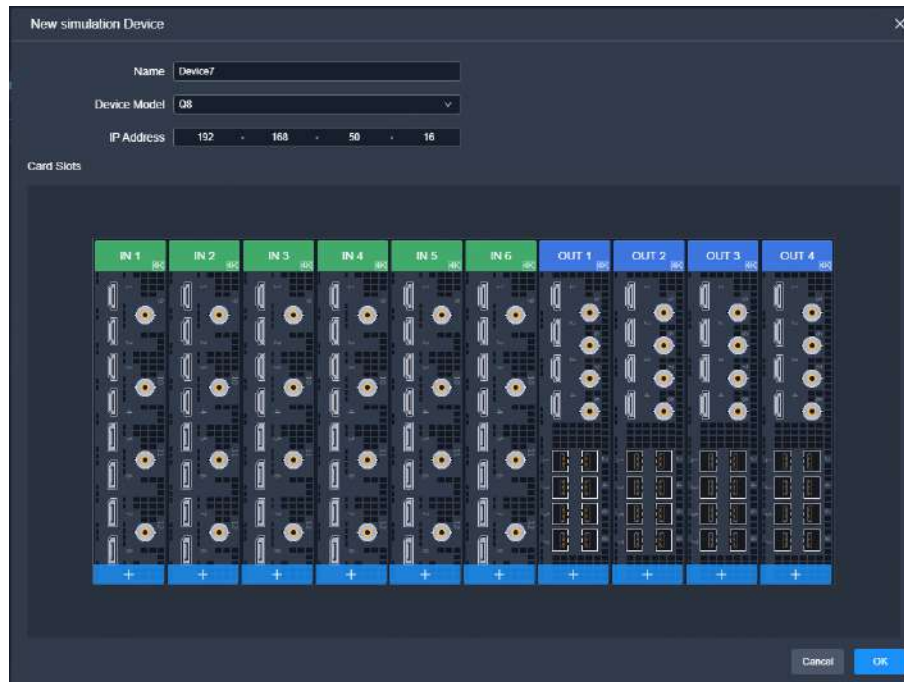 New simulation Device
Name Device7
Device Model Q8
IP Address 192 . 168 . 50 . 16
Card Slots
IN 1 IN 2 IN 3 IN 4 IN 5 IN 6 OUT 1 OUT 2 OUT 3 OUT 4
Cancel OK